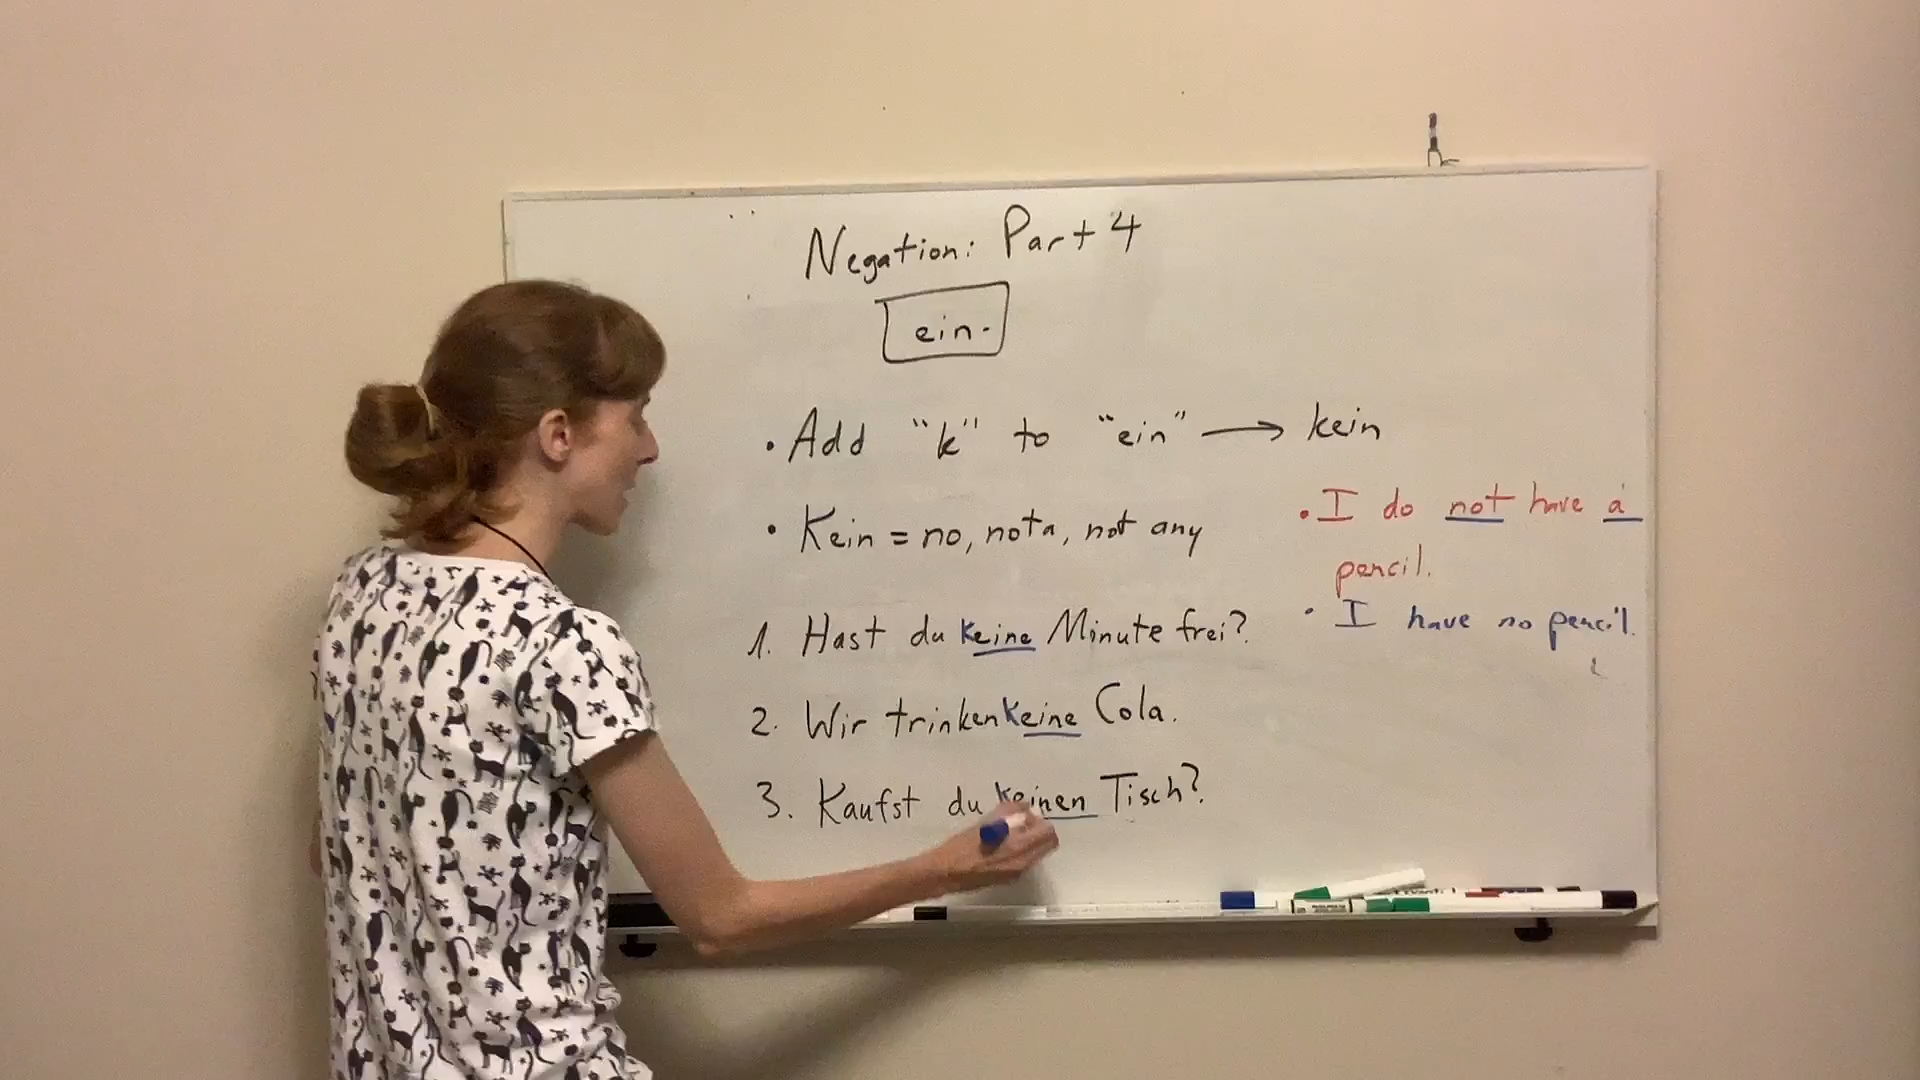 Negation: Part 4
ein-
• Add "k" to "ein" → kein
• Kein = no, not a, not any
• I do not have a
pencil.
• I have no pencil.
1. Hast du keine Minute frei?
2. Wir trinken keine Cola.
3. Kaufst du keinen Tisch?